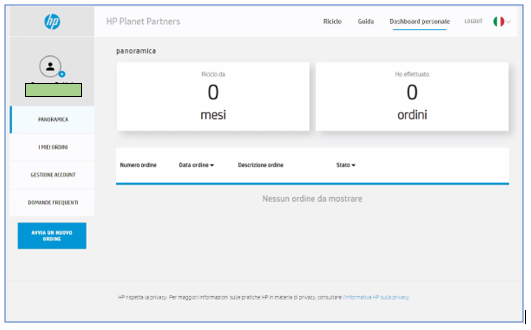 hp HP Planet Partners Riciclo Guida Dashboard personale LOGOUT
panoramica
Riciclo da
0
mesi
Ho effettuato
0
ordini
PANORAMICA
I MIEI ORDINI
GESTIONE ACCOUNT
DOMANDE FREQUENTI
AVVIA UN NUOVO
ORDINE
Numero ordine Data ordine Descrizione ordine Stato
Nessun ordine da mostrare
HP rispetta la privacy. Per maggiori informazioni sulle pratiche HP in materia di privacy, consultare l'informativa HP sulla privacy